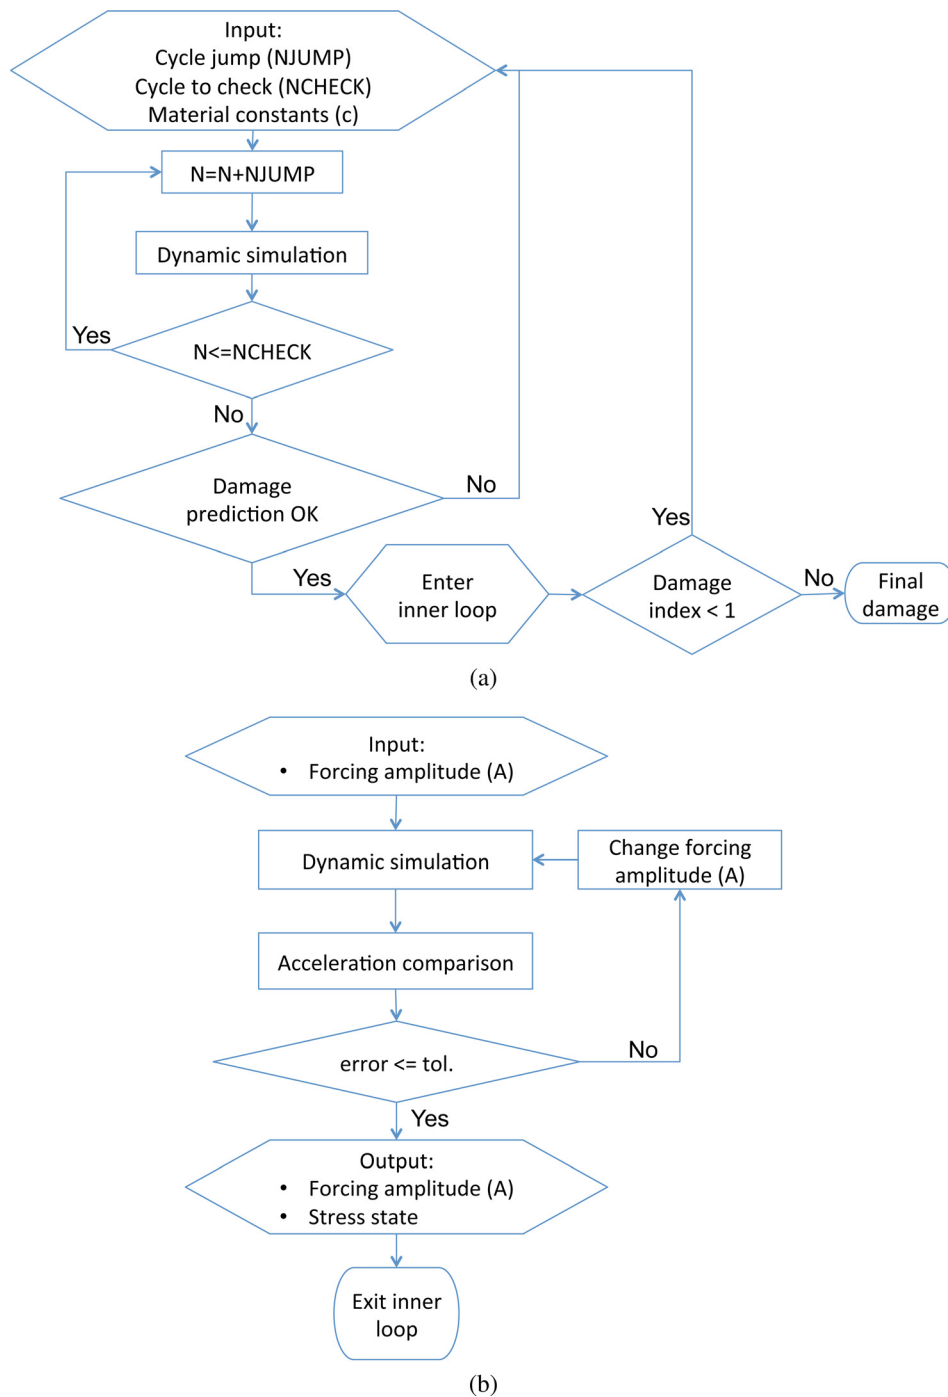 Input:
Cycle jump (NJUMP)
Cycle to check (NCHECK)
Material constants (c)
N=N+NJUMP
Dynamic simulation
Yes
N<=NCHECK
No
Damage
prediction OK
No
Yes
Enter
inner loop
Yes
Damage
index < 1
No
Final
damage
(a)
Input:
• Forcing amplitude (A)
Dynamic simulation
Change forcing
amplitude (A)
Acceleration comparison
error <= tol.
No
Yes
Output:
• Forcing amplitude (A)
• Stress state
Exit inner
loop
(b)